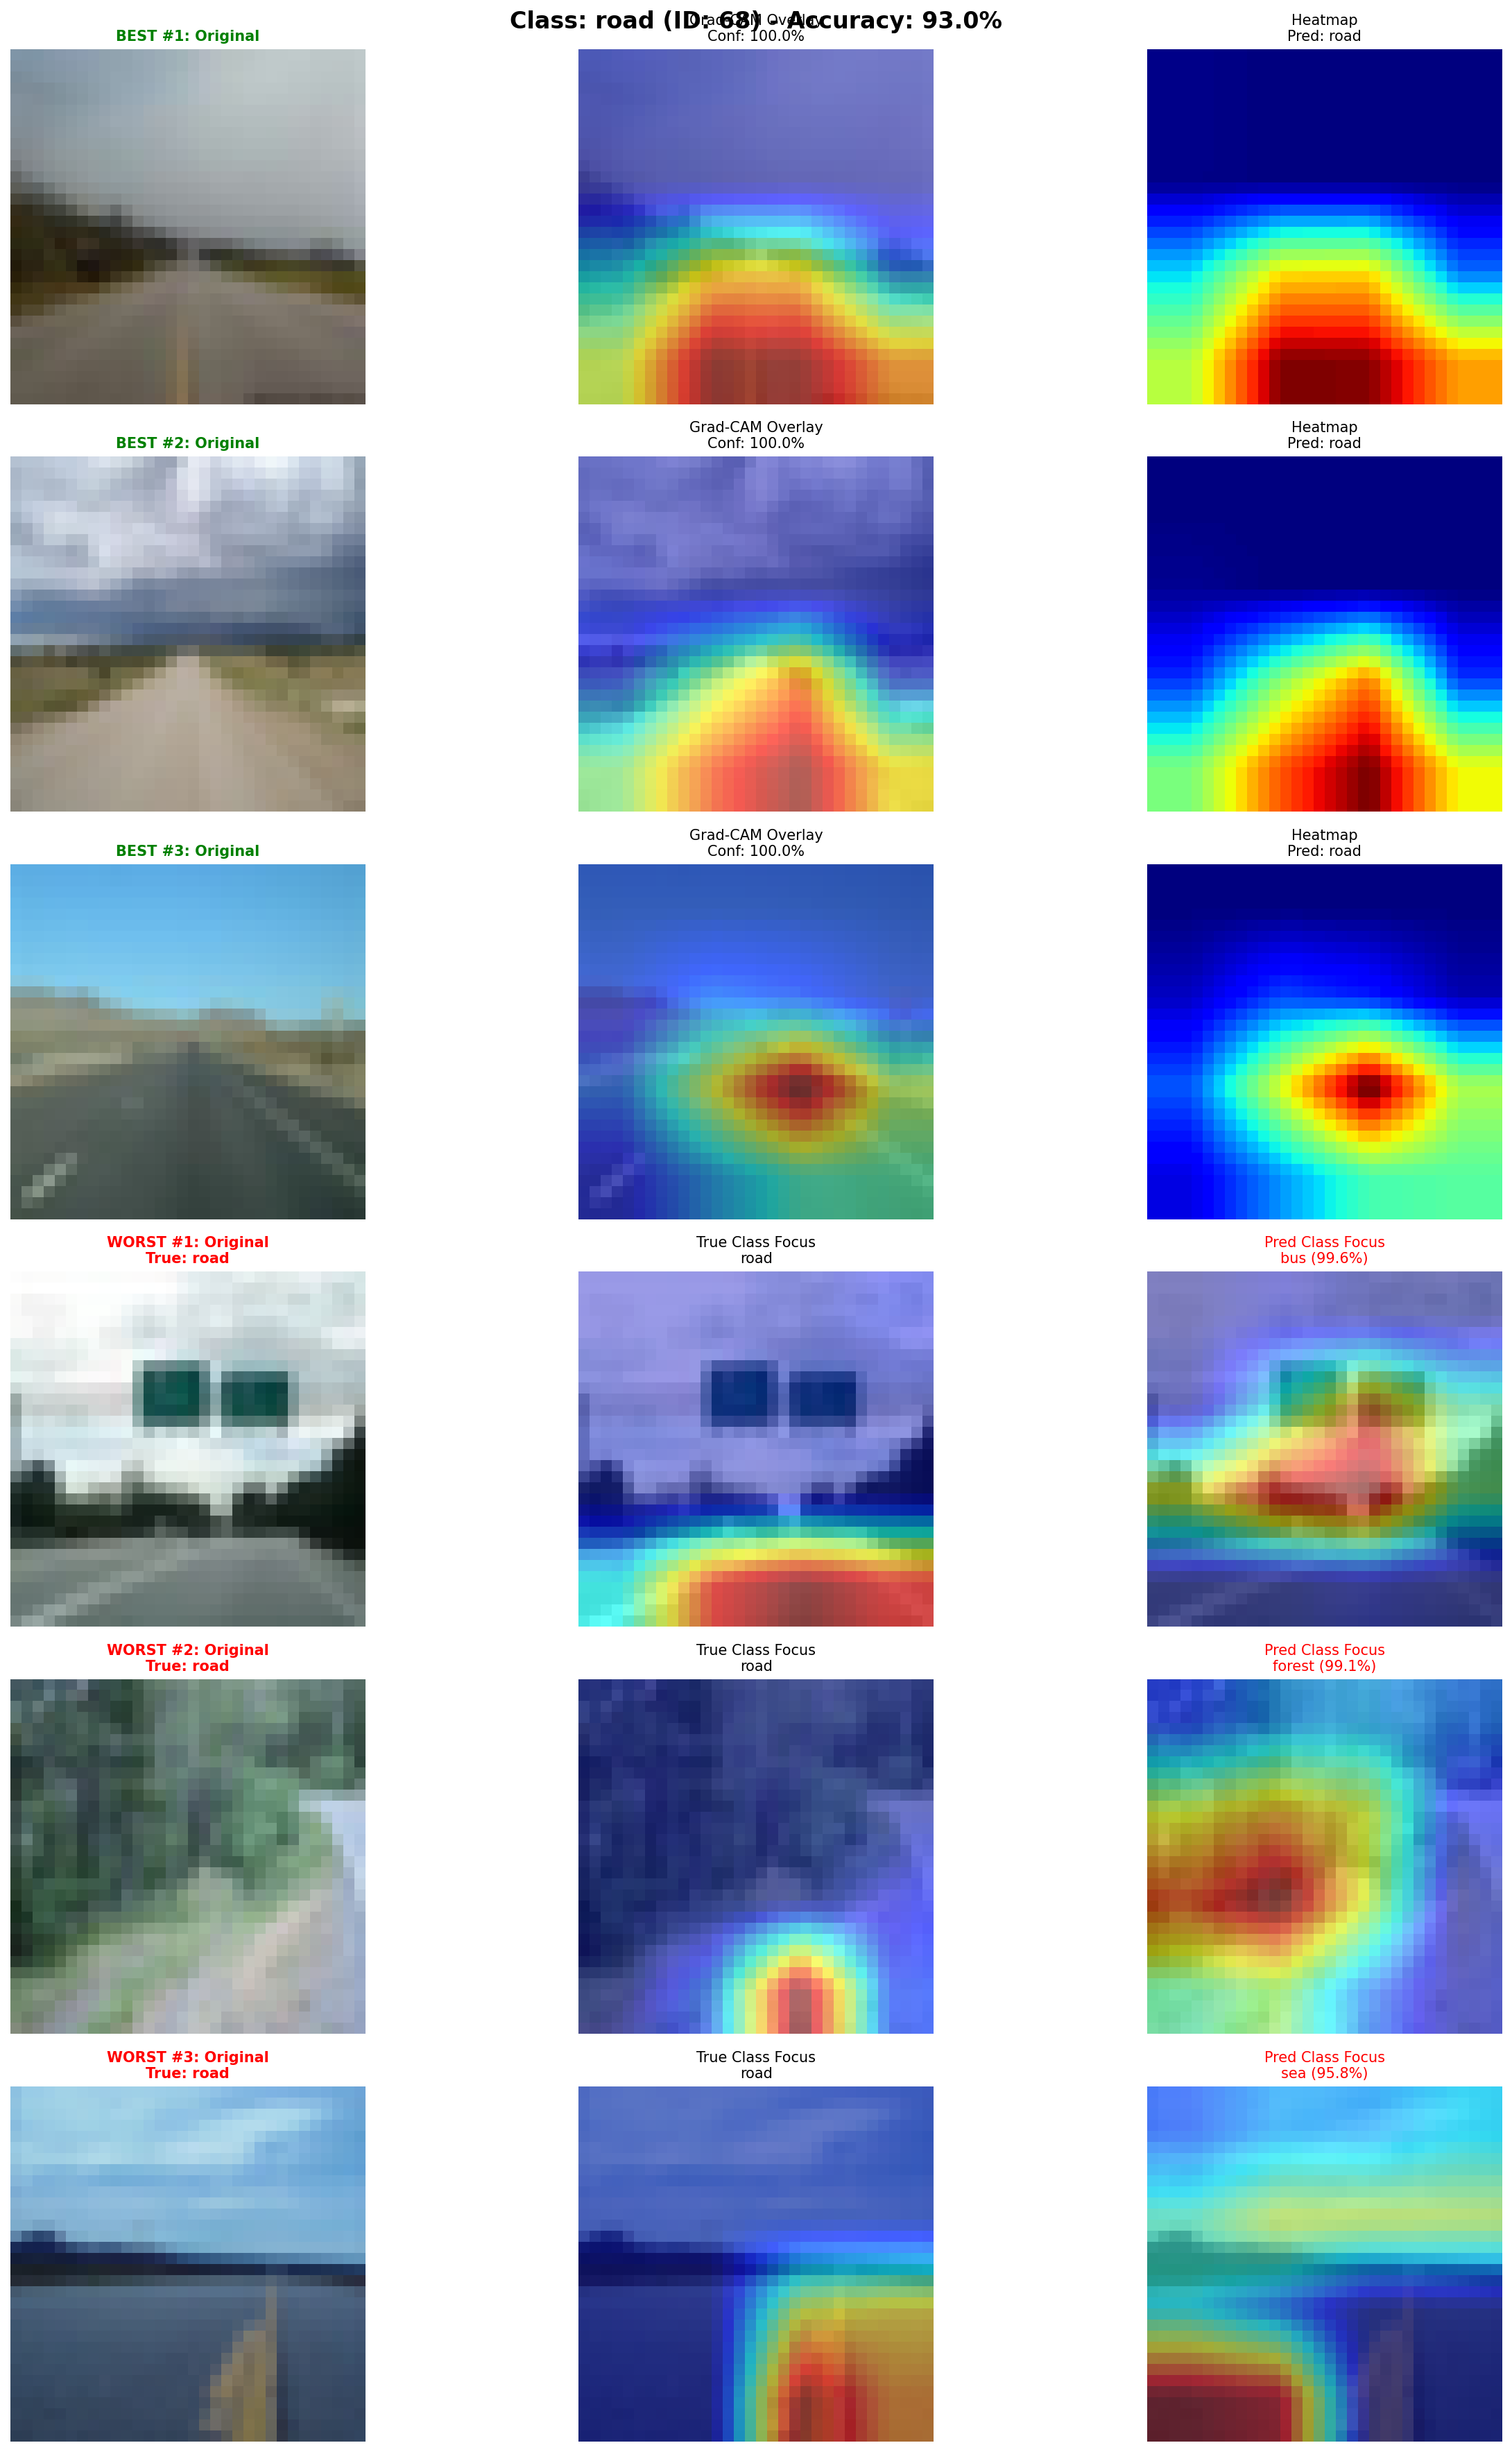 Class: road (ID: 68) - Accuracy: 93.0%
BEST #1: Original
Grad-CAM Overlay
Conf: 100.0%
Heatmap
Pred: road
BEST #2: Original
Grad-CAM Overlay
Conf: 100.0%
Heatmap
Pred: road
BEST #3: Original
Grad-CAM Overlay
Conf: 100.0%
Heatmap
Pred: road
WORST #1: Original
True: road
True Class Focus
road
Pred Class Focus
bus (99.6%)
WORST #2: Original
True: road
True Class Focus
road
Pred Class Focus
forest (99.1%)
WORST #3: Original
True: road
True Class Focus
road
Pred Class Focus
sea (95.8%)